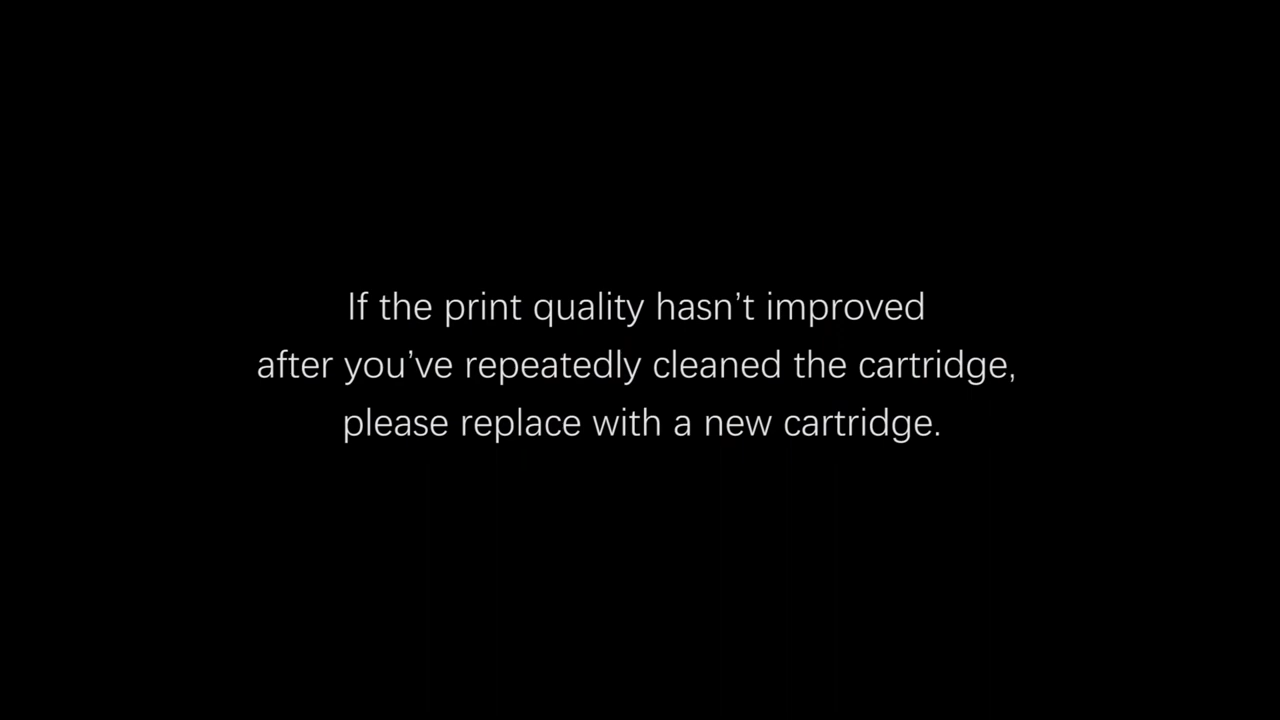 If the print quality hasn’t improved
after you’ve repeatedly cleaned the cartridge,
please replace with a new cartridge.